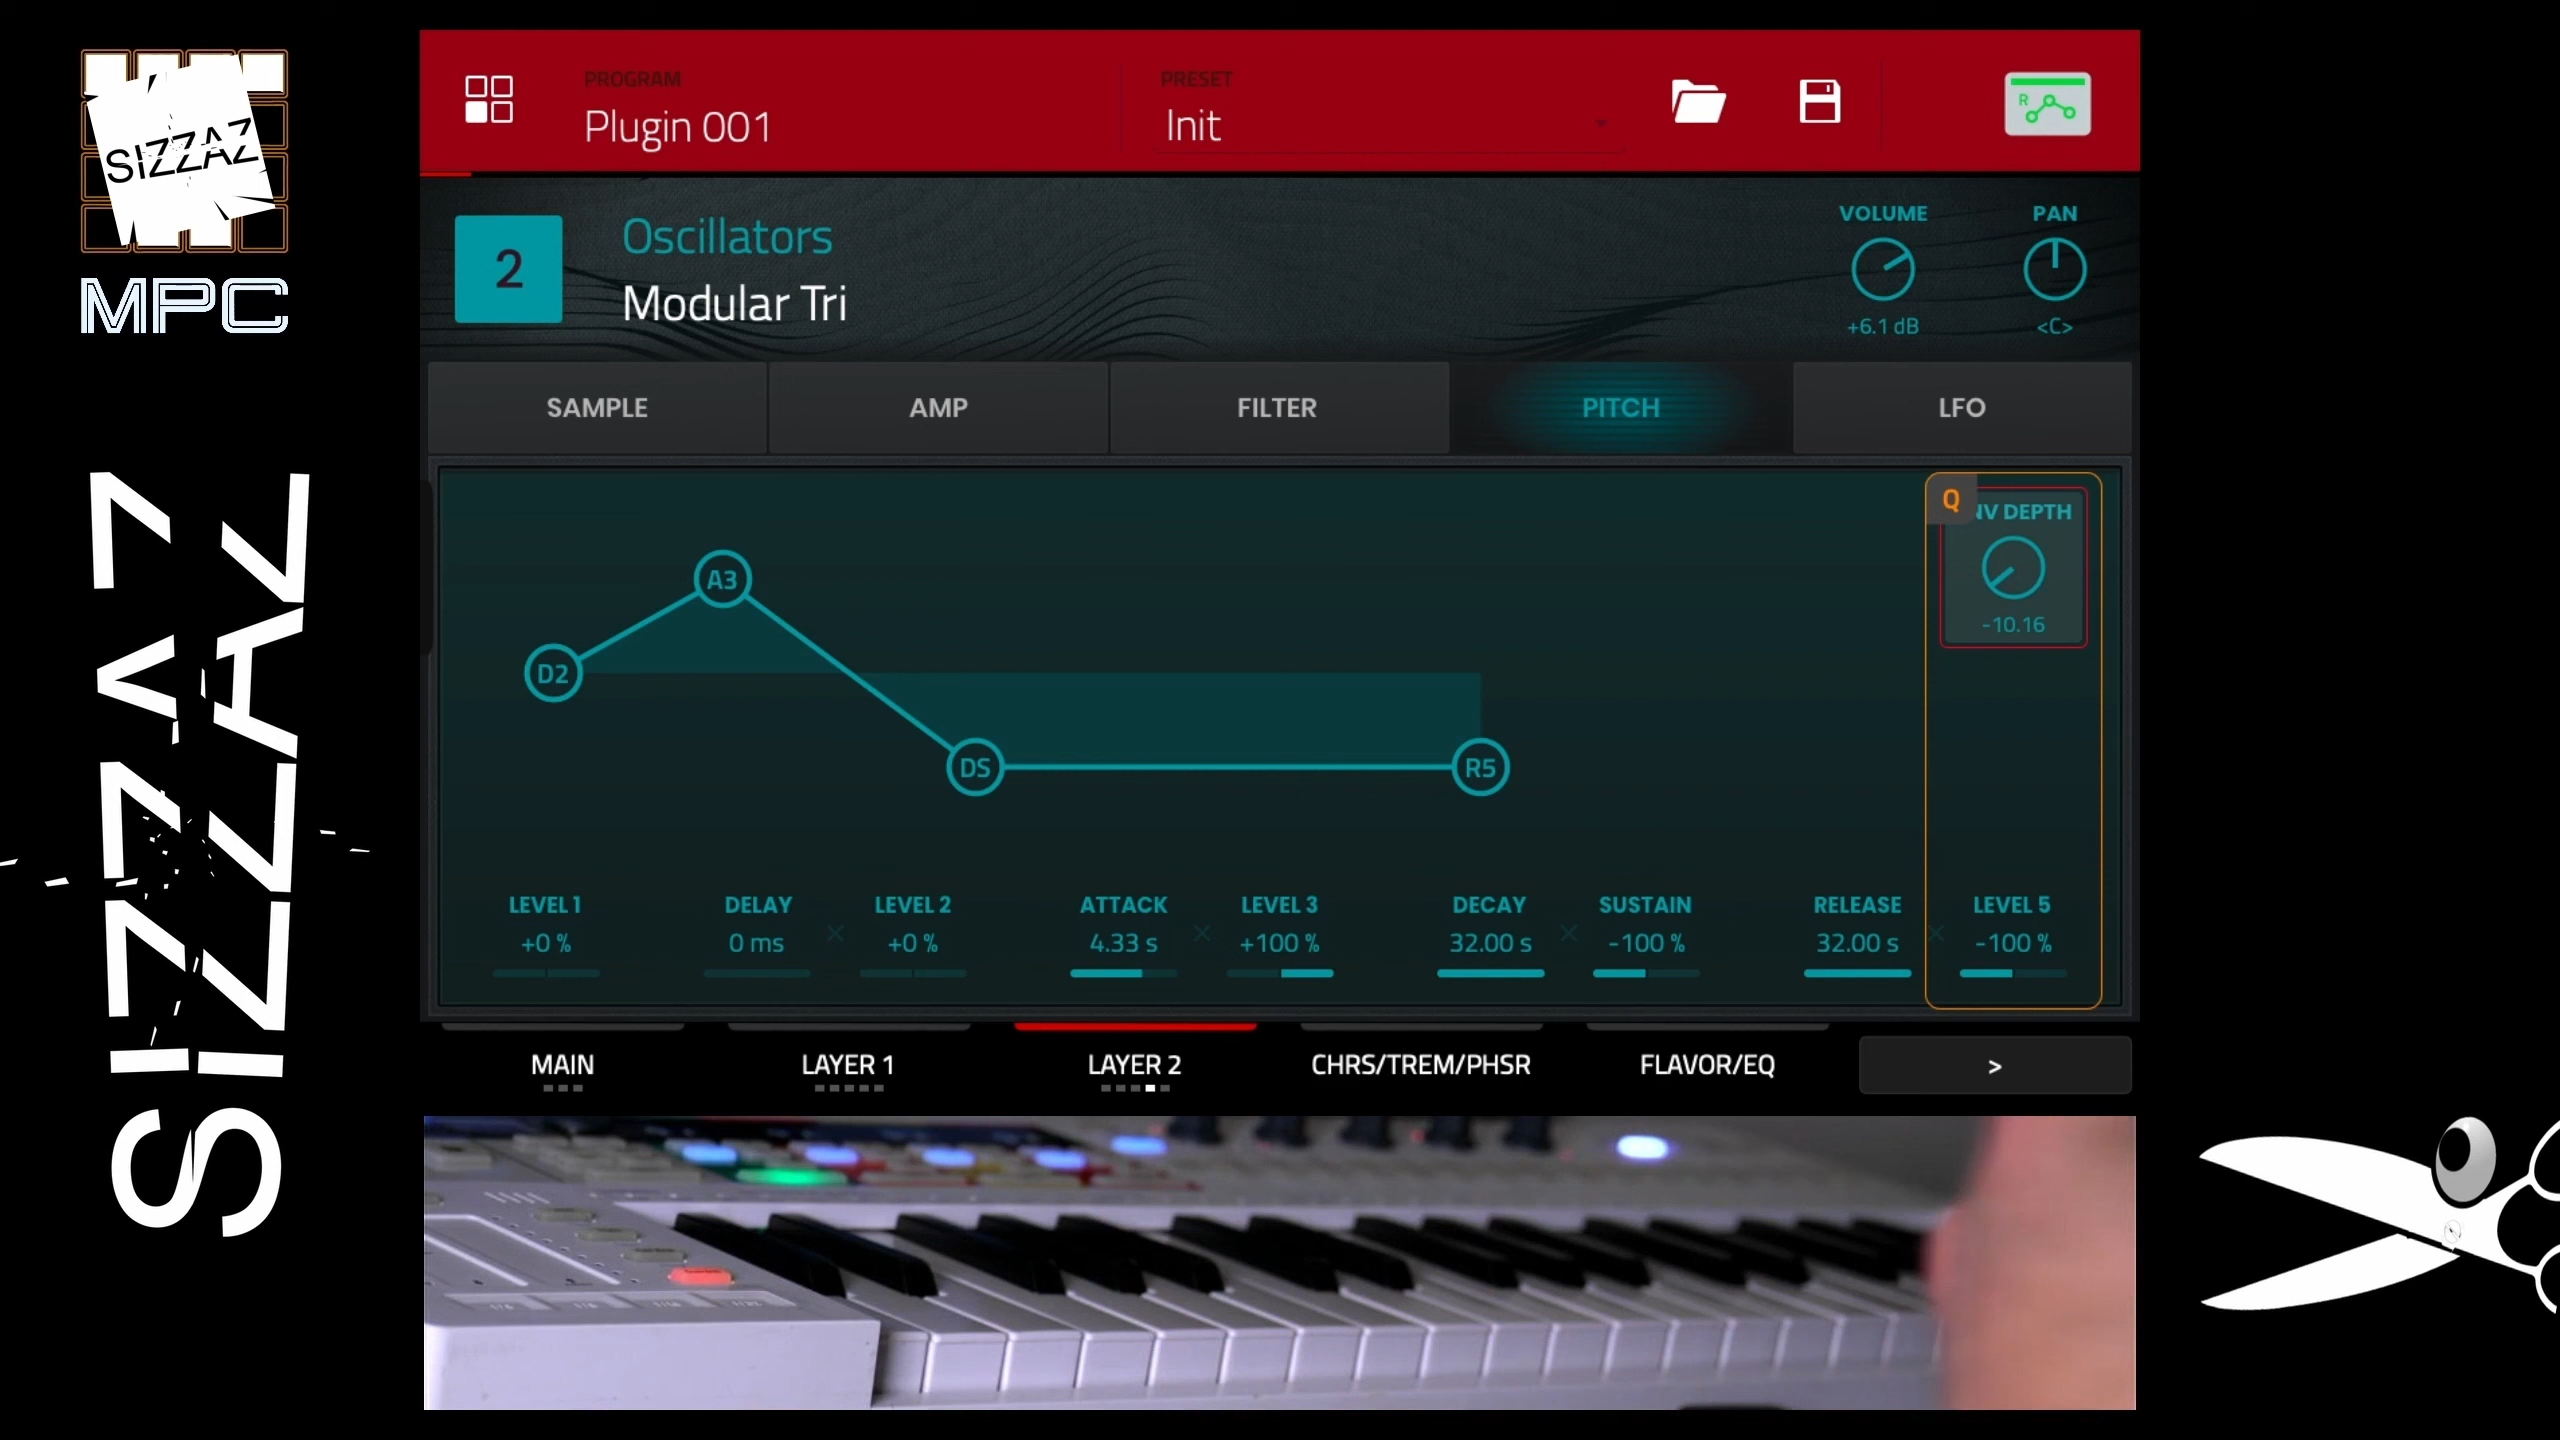 SIZZAZ
MPC
SIZZAZ
SIZZAZ
PROGRAM
Plugin 001
PRESET
Init
R
2
Oscillators
Modular Tri
VOLUME
+6.1 dB
PAN
<C>
SAMPLE
AMP
FILTER
PITCH
LFO
Q
NV DEPTH
-10.16
A3
D2
DS
R5
LEVEL 1
+0 %
DELAY
0 ms
LEVEL 2
+0 %
ATTACK
4.33 s
LEVEL 3
+100 %
DECAY
32.00 s
SUSTAIN
-100 %
RELEASE
32.00 s
LEVEL 5
-100 %
MAIN
LAYER 1
LAYER 2
CHRS/TREM/PHSR
FLAVOR/EQ
>